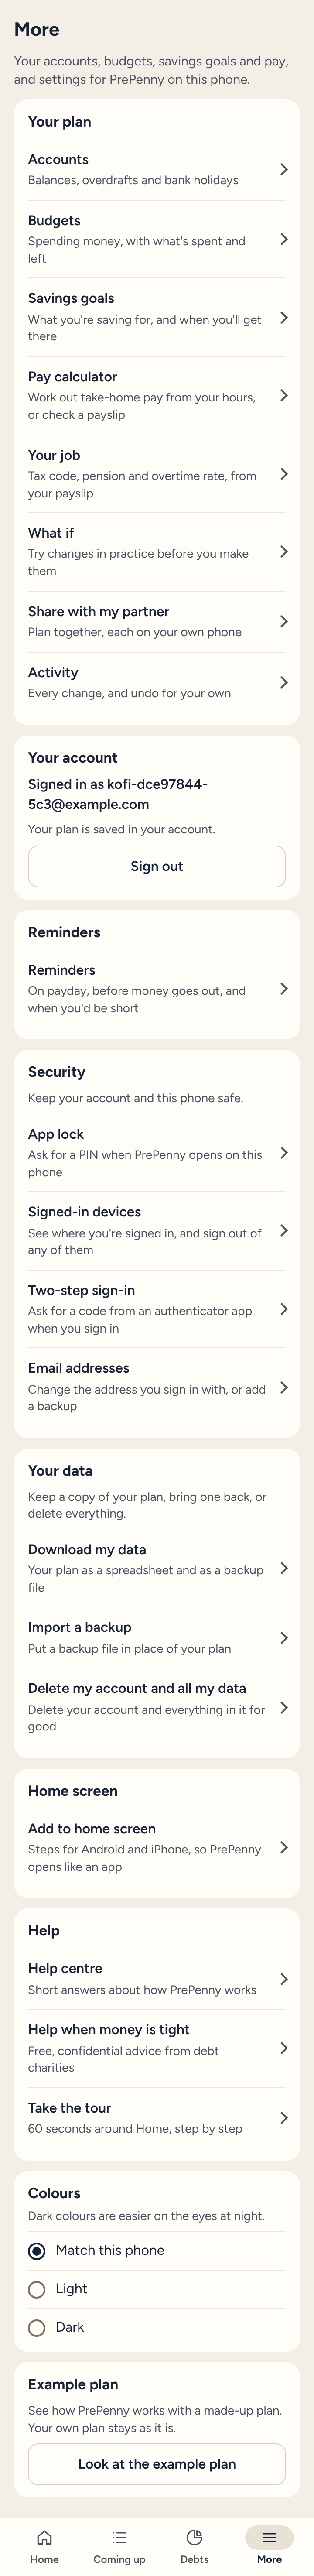 More
Your accounts, budgets, savings goals and pay,
and settings for PrePenny on this phone.
Your plan
Accounts
Balances, overdrafts and bank holidays
Budgets
Spending money, with what's spent and
left
Savings goals
What you're saving for, and when you'll get
there
Pay calculator
Work out take-home pay from your hours,
or check a payslip
Your job
Tax code, pension and overtime rate, from
your payslip
What if
Try changes in practice before you make
them
Share with my partner
Plan together, each on your own phone
Activity
Every change, and undo for your own
Your account
Signed in as kofi-dce97844-
5c3@example.com
Your plan is saved in your account.
Sign out
Reminders
Reminders
On payday, before money goes out, and
when you'd be short
Security
Keep your account and this phone safe.
App lock
Ask for a PIN when PrePenny opens on this
phone
Signed-in devices
See where you're signed in, and sign out of
any of them
Two-step sign-in
Ask for a code from an authenticator app
when you sign in
Email addresses
Change the address you sign in with, or add
a backup
Your data
Keep a copy of your plan, bring one back, or
delete everything.
Download my data
Your plan as a spreadsheet and as a backup
file
Import a backup
Put a backup file in place of your plan
Delete my account and all my data
Delete your account and everything in it for
good
Home screen
Add to home screen
Steps for Android and iPhone, so PrePenny
opens like an app
Help
Help centre
Short answers about how PrePenny works
Help when money is tight
Free, confidential advice from debt
charities
Take the tour
60 seconds around Home, step by step
Colours
Dark colours are easier on the eyes at night.
Match this phone
Light
Dark
Example plan
See how PrePenny works with a made-up plan.
Your own plan stays as it is.
Look at the example plan
Home
Coming up
Debts
More